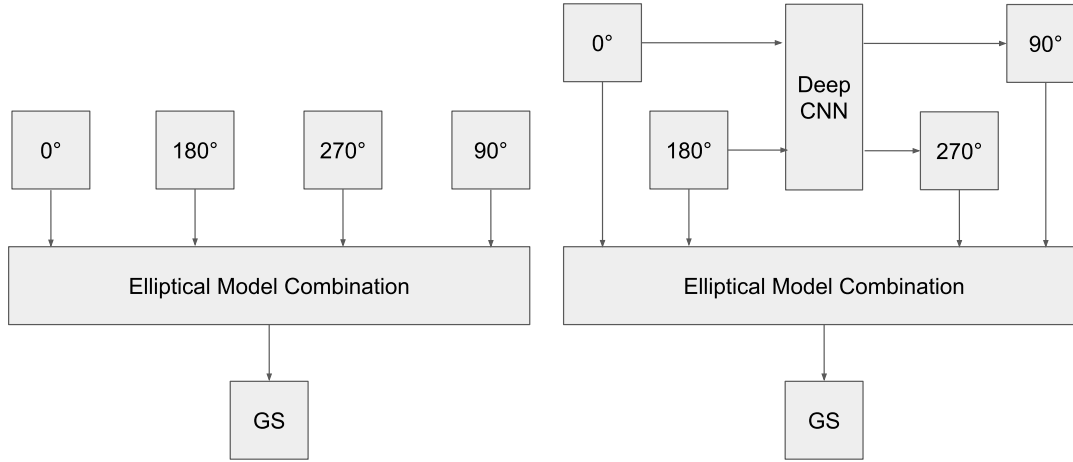 0°
180°
270°
90°
Elliptical Model Combination
GS
0°
Deep
CNN
90°
180°
270°
Elliptical Model Combination
GS